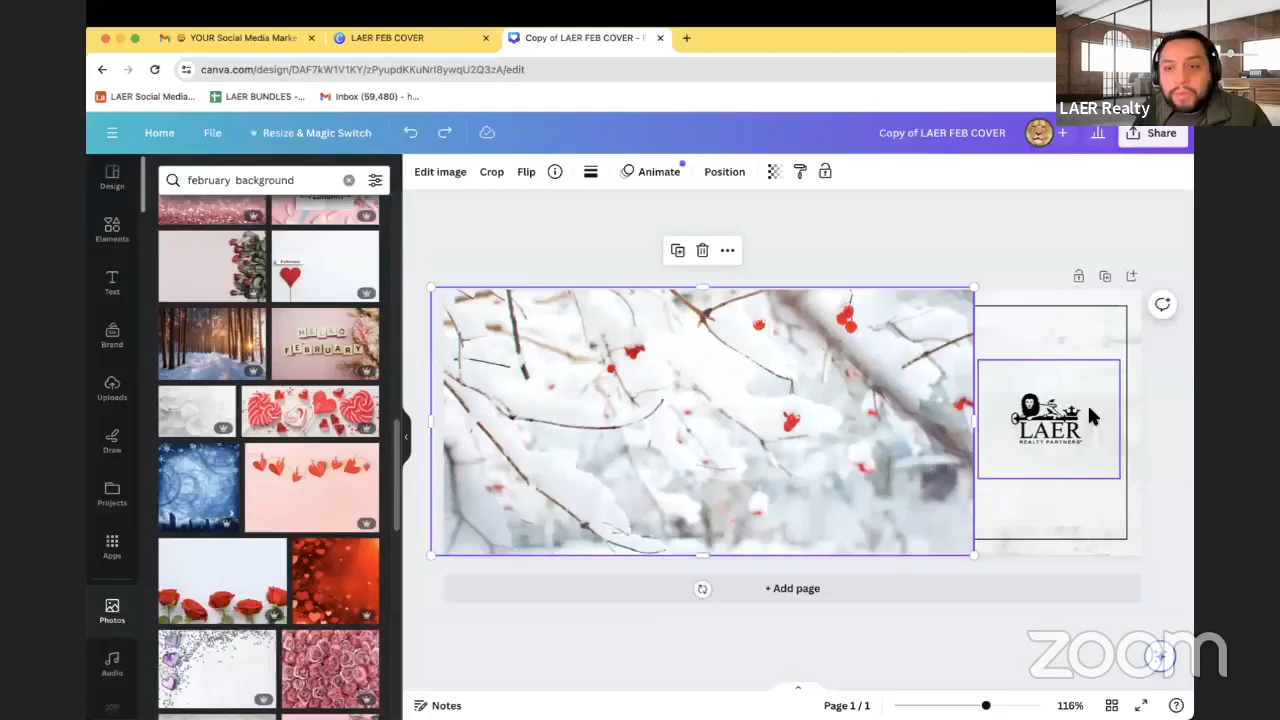 YOUR Social Media Marke
LAER FEB COVER
Copy of LAER FEB COVER - F
canva.com/design/DAF7kW1V1KY/zPyupdKKuNrI8ywqU2Q3zA/edit
LAER Social Media...
LAER BUNDLES -...
Inbox (59,480) - h...
LAER Realty
Home
File
Resize & Magic Switch
Copy of LAER FEB COVER
Share
Design
Elements
Text
Brand
Uploads
Draw
Projects
Apps
Photos
Audio
february background
HELLO
FEBRUARY
Edit image
Crop
Flip
Animate
Position
LAER
REALTY PARTNERS
+ Add page
zoom
Notes
Page 1 / 1
116%